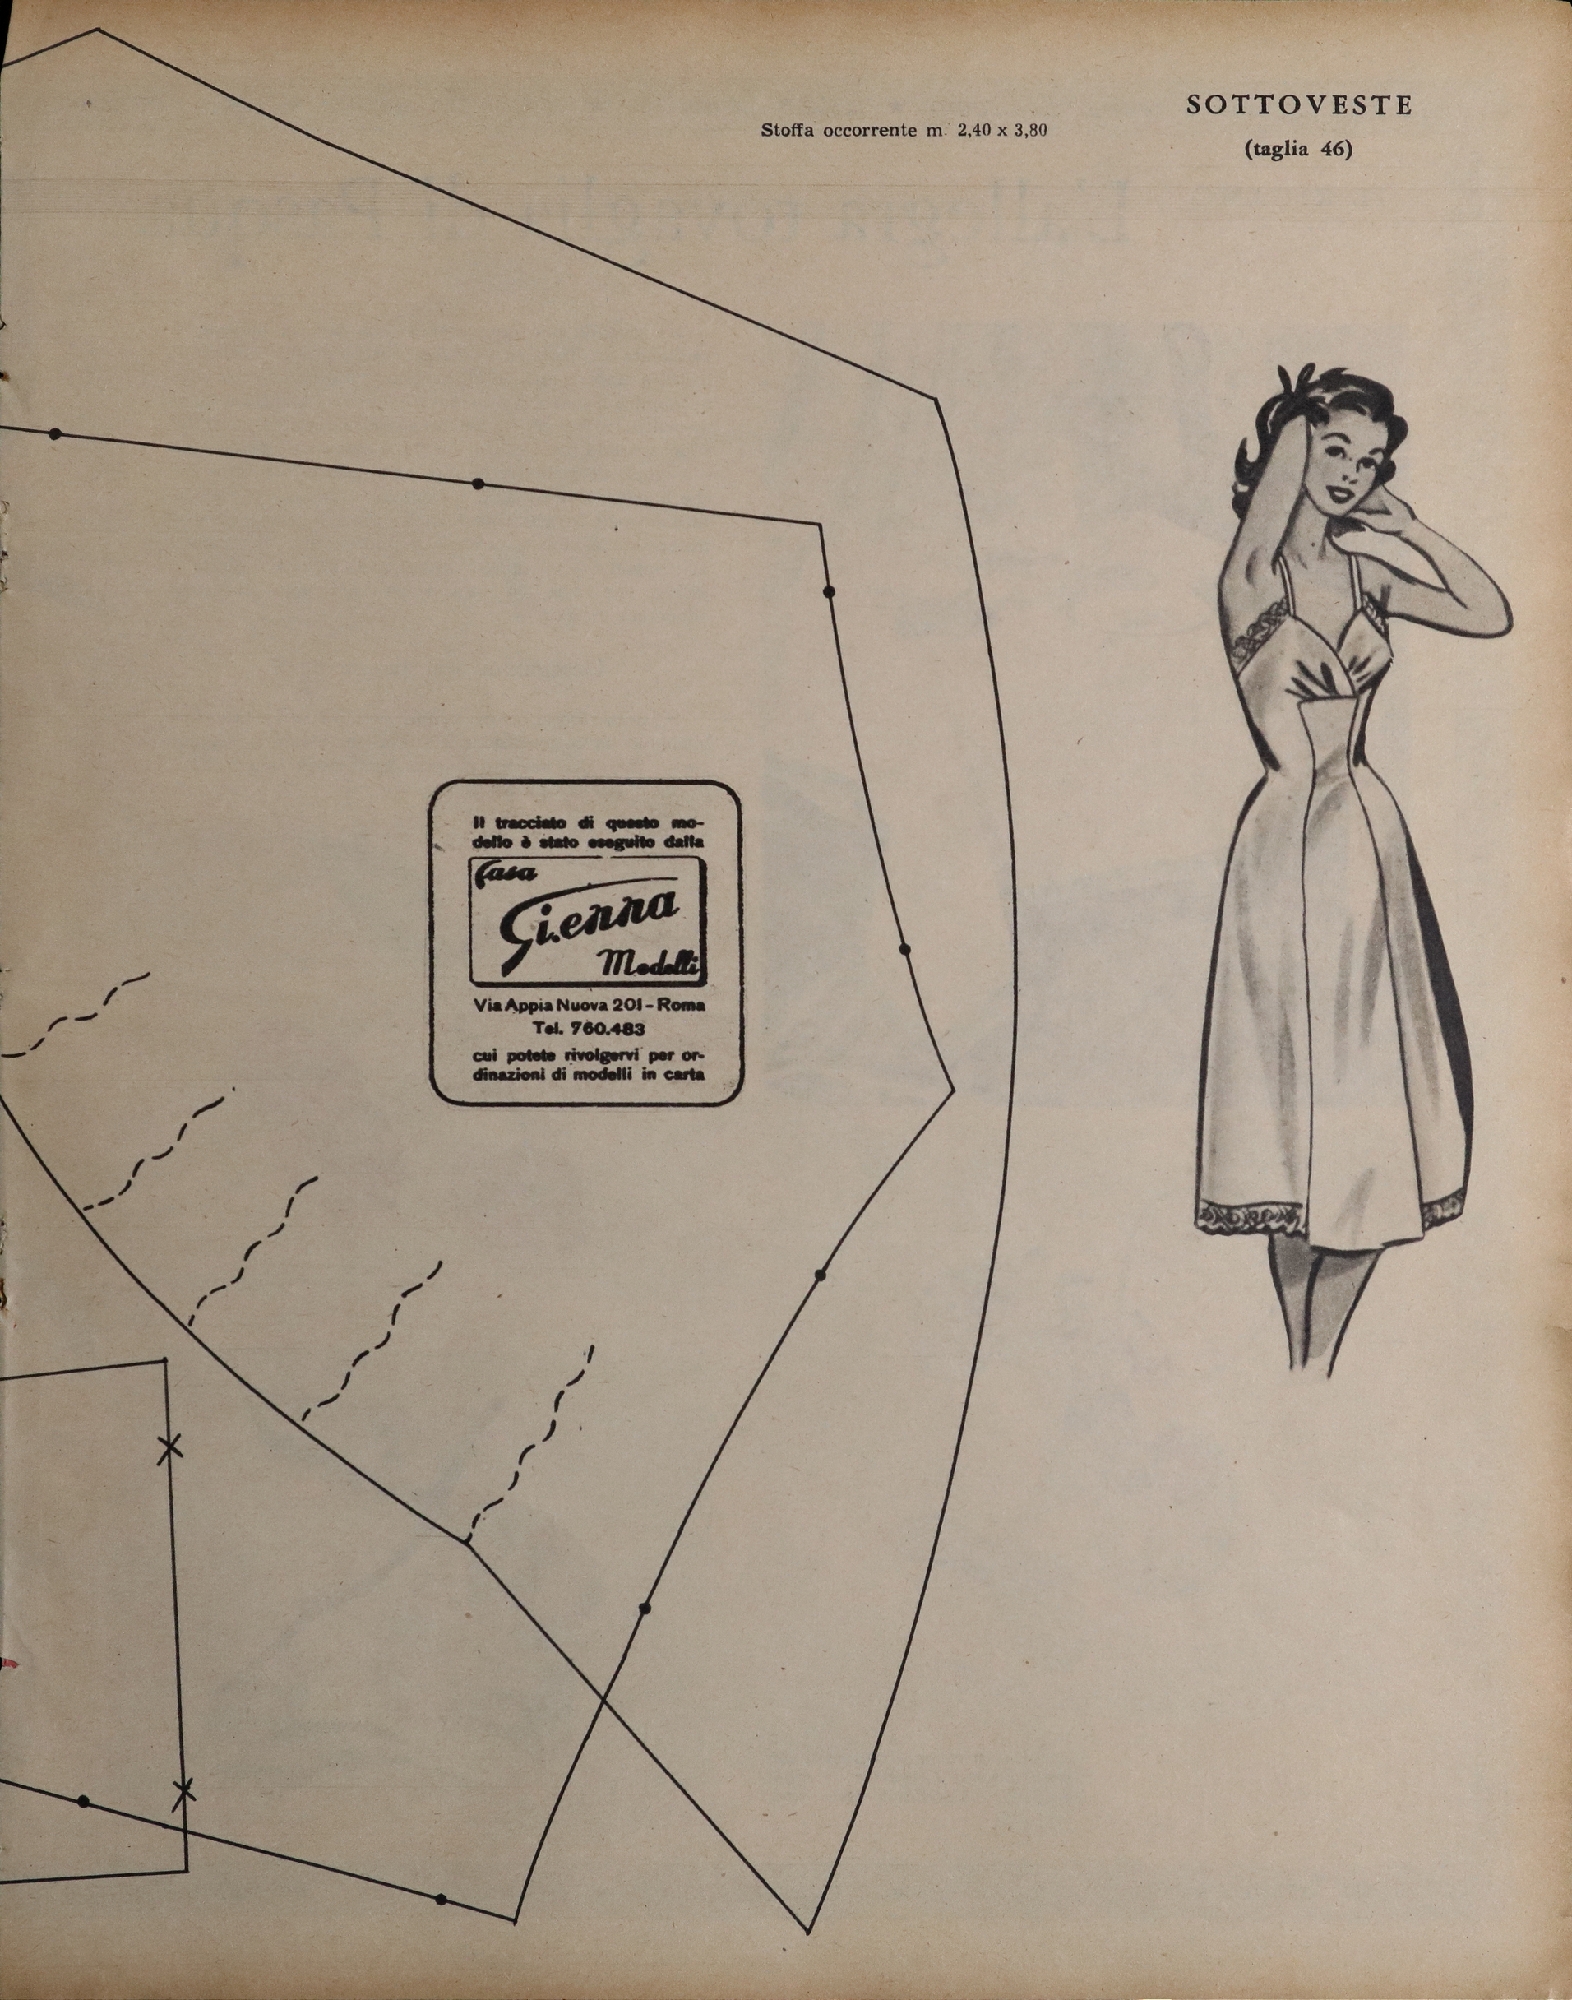 SOTTOVESTE
(taglia 46)
Stoffa occorrente m. 2,40 x 3,80
Il tracciato di questo mo-
dello è stato eseguito dalla
Casa
Gienna
Modelli
Via Appia Nuova 201 - Roma
Tel. 760.483
cui potete rivolgervi per or-
dinazioni di modelli in carta